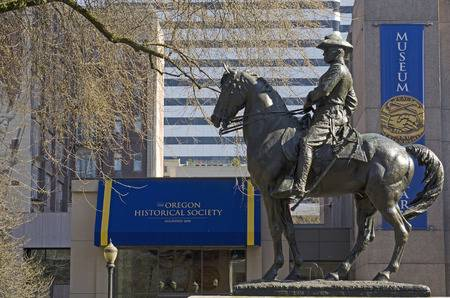 MUSEUM
THE OREGON
HISTORICAL SOCIETY